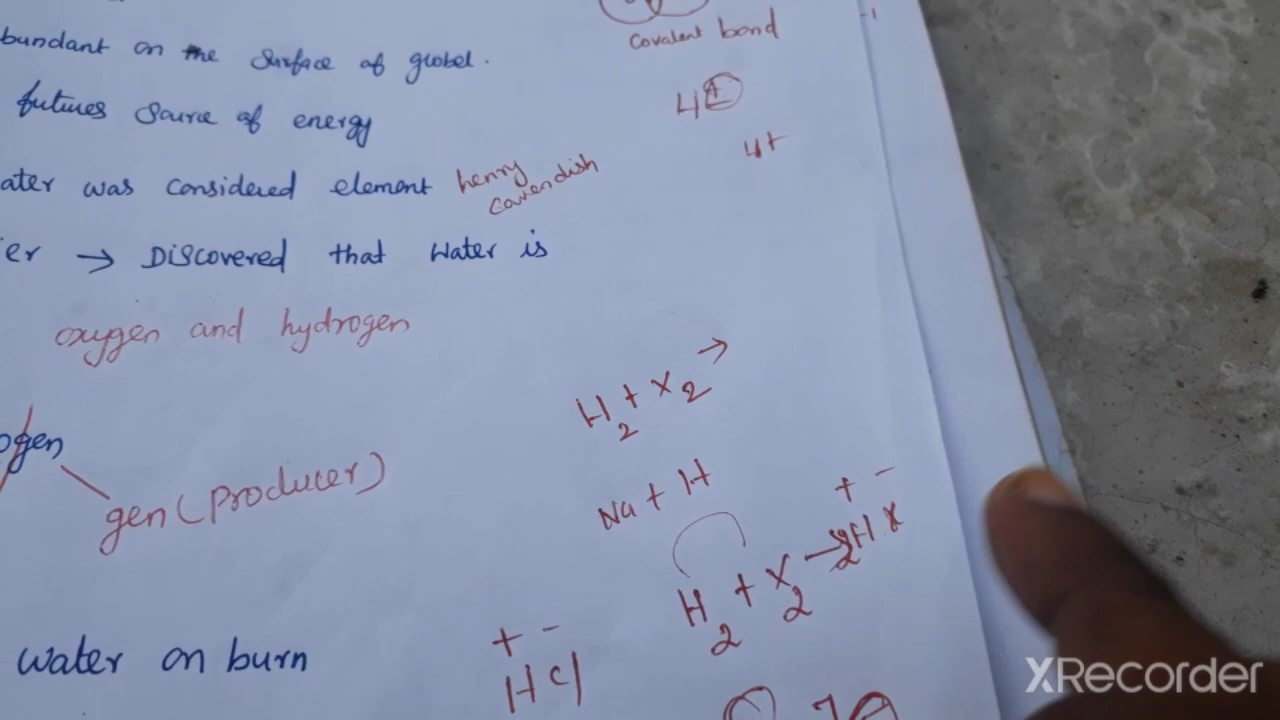 bundant on the Surface of globel.
Covalent bond
4+
futures Source of energy
4+
ater was considered element henry
cavendish
er → Discovered that Water is
oxygen and hydrogen
H2 + X2 →
ogen
gen (Producer)
Na + H
+ -
H2 + X2 → 2HX
+ -
HCl
water on burn
XRecorder